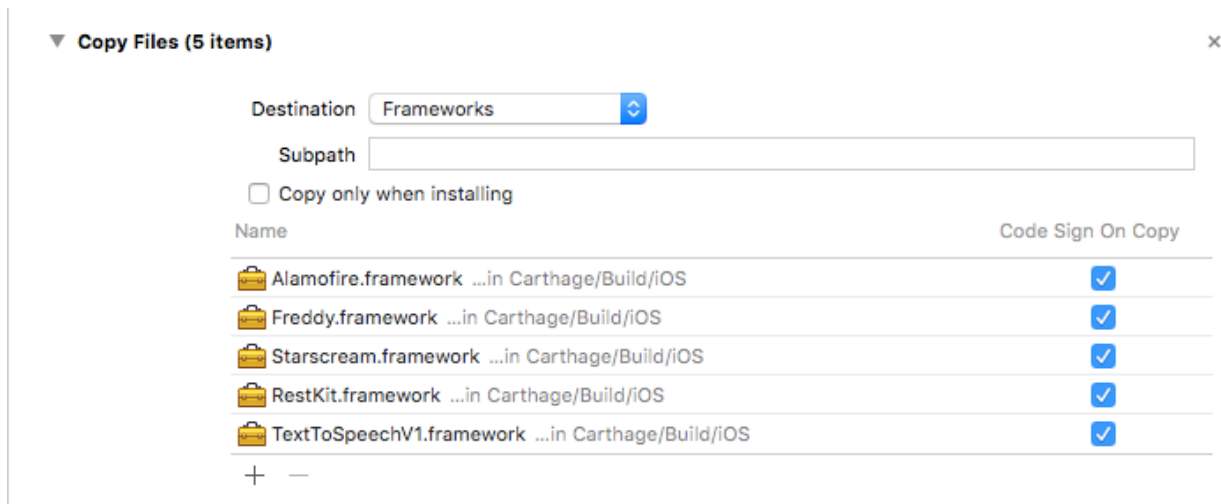 Copy Files (5 items)
Destination Frameworks
Subpath
Copy only when installing
Name Code Sign On Copy
Alamofire.framework ...in Carthage/Build/iOS
Freddy.framework ...in Carthage/Build/iOS
Starscream.framework ...in Carthage/Build/iOS
RestKit.framework ...in Carthage/Build/iOS
TextToSpeechV1.framework ...in Carthage/Build/iOS